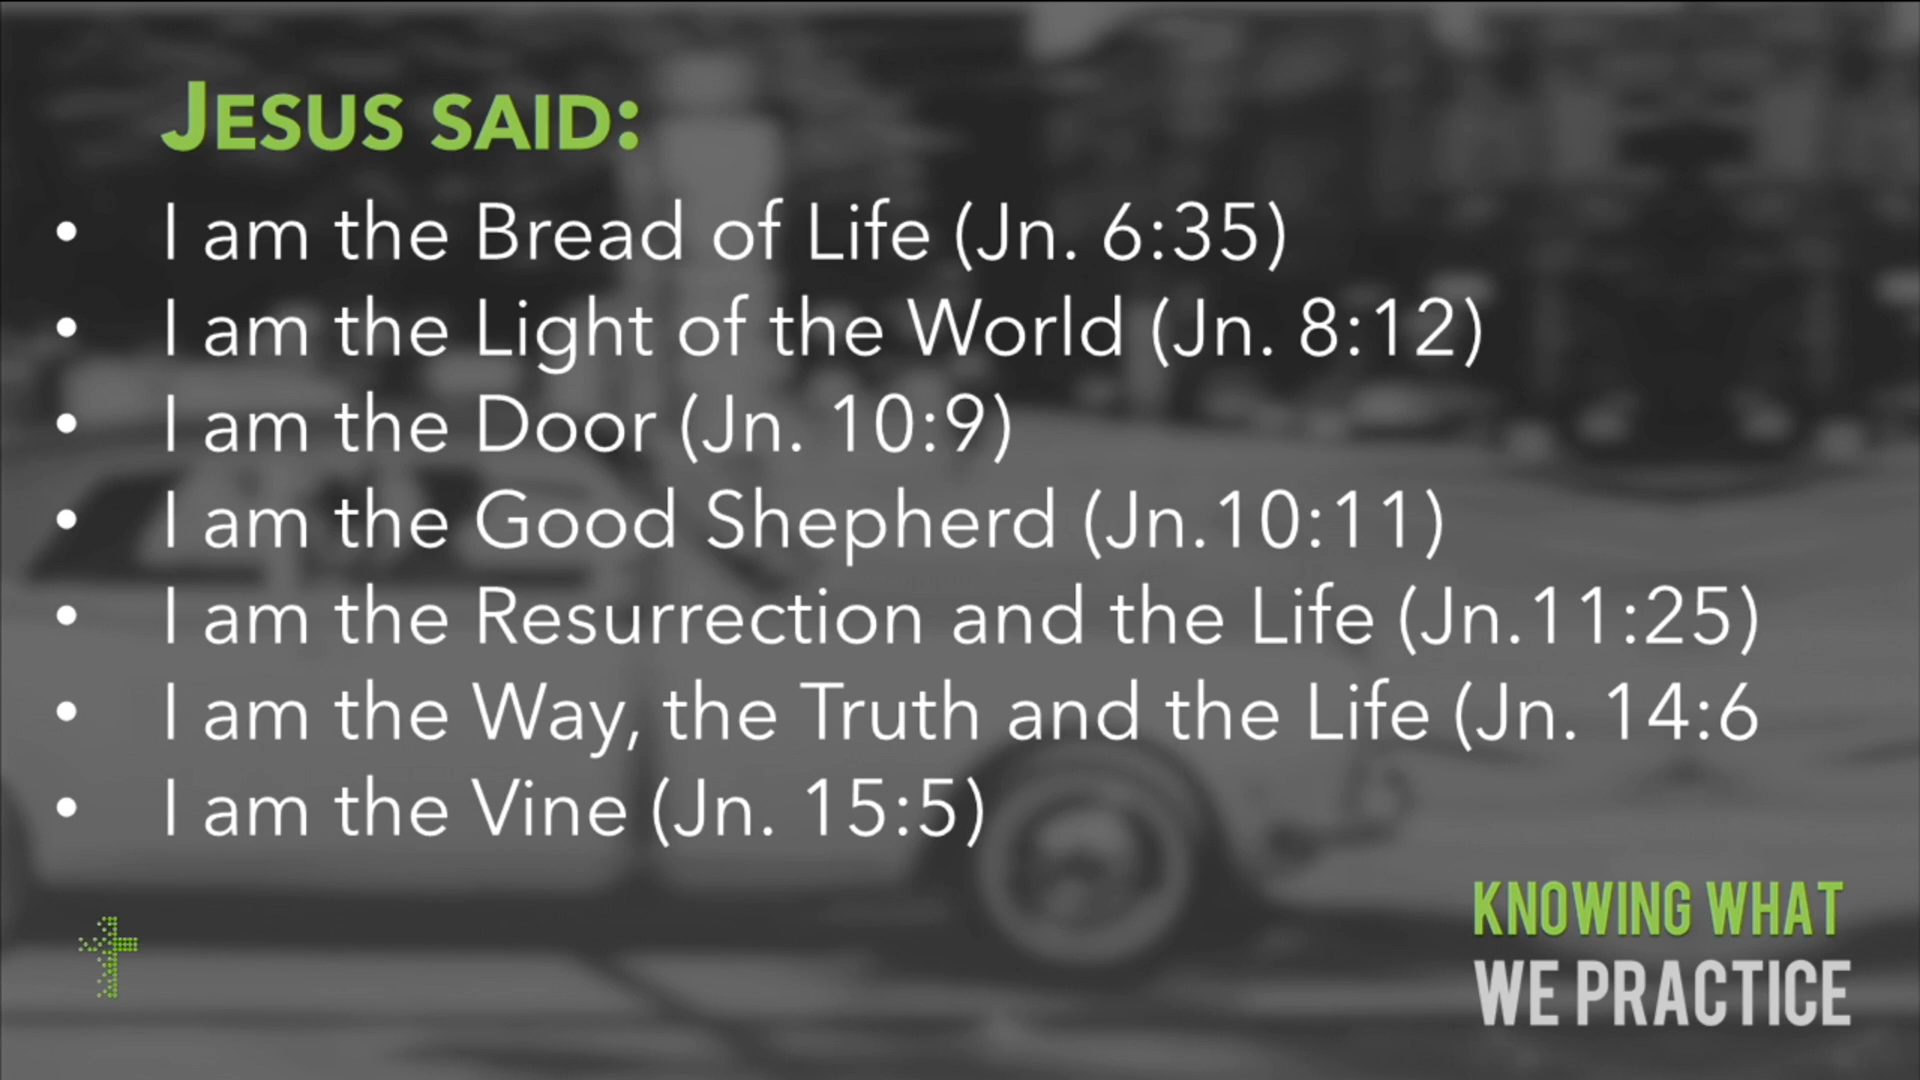 JESUS SAID:
• I am the Bread of Life (Jn. 6:35)
• I am the Light of the World (Jn. 8:12)
• I am the Door (Jn. 10:9)
• I am the Good Shepherd (Jn.10:11)
• I am the Resurrection and the Life (Jn.11:25)
• I am the Way, the Truth and the Life (Jn. 14:6
• I am the Vine (Jn. 15:5)
KNOWING WHAT
WE PRACTICE